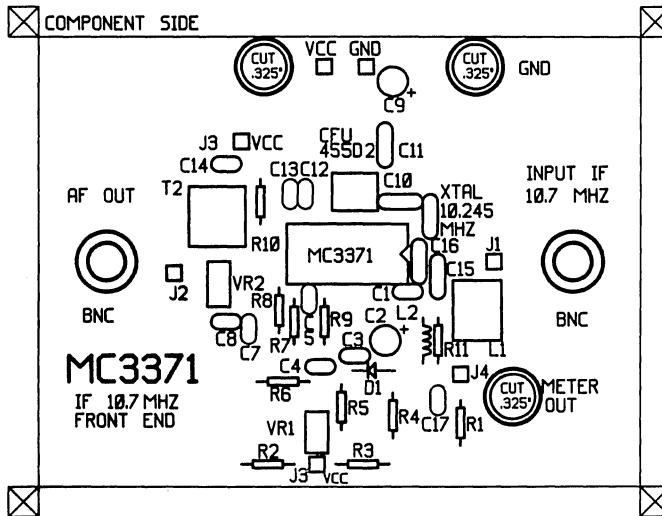 COMPONENT SIDE
VCC GND
CUT
.325"
CUT
.325"
GND
C9
J3
VCC
CFU
455D2
C11
C14
C13 C12
C10
INPUT IF
10.7 MHZ
AF OUT
T2
XTAL
10.245
MHZ
R10
MC3371
C16
J1
J2
VR2
C15
C1
BNC
BNC
R8
C5
R9
L2
C2
C8
C7
R7
C3
R11
L1
MC3371
C4
D1
J4
IF 10.7 MHZ
FRONT END
R6
R5
R4
C17
R1
CUT
.325"
METER
OUT
VR1
R2
J3
VCC
R3